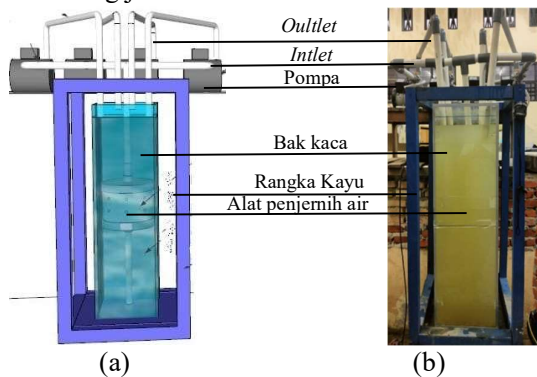 Oultlet
Intlet
Pompa
Bak kaca
Rangka Kayu
Alat penjernih air
(a)
(b)